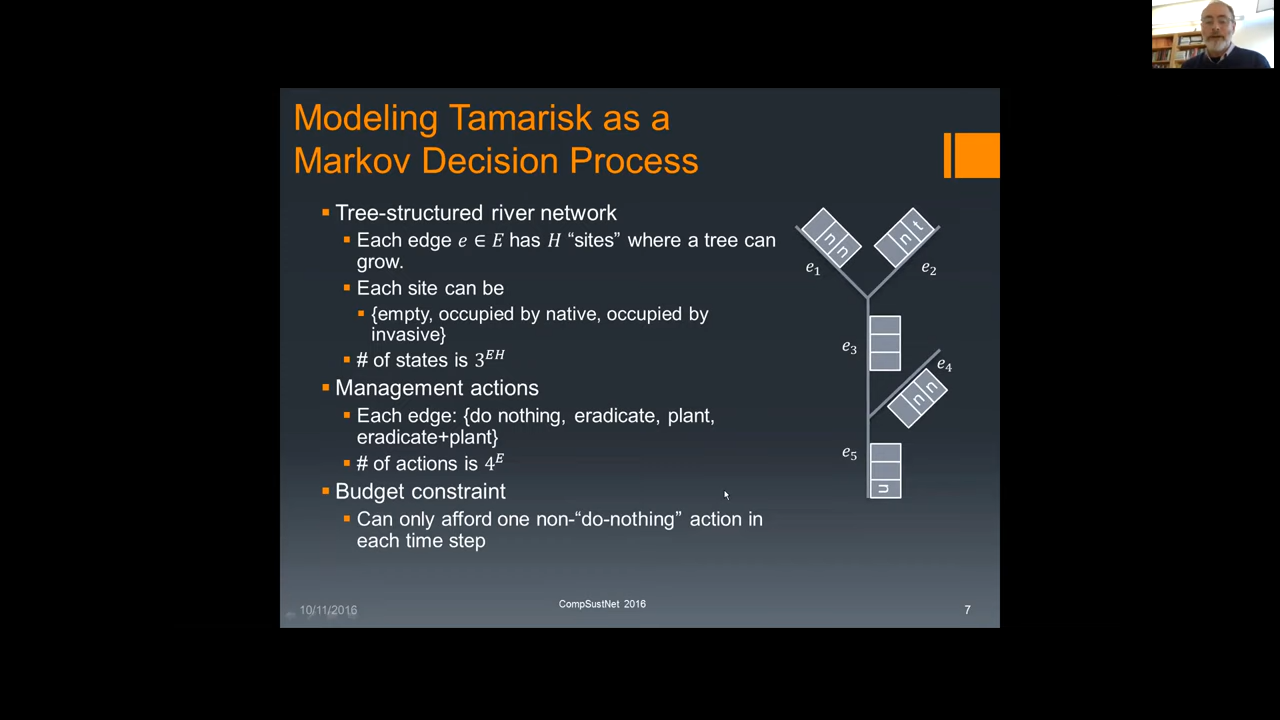 Modeling Tamarisk as a
Markov Decision Process
Tree-structured river network
Each edge e ∈ E has H “sites” where a tree can
grow.
Each site can be
{empty, occupied by native, occupied by
invasive}
# of states is 3^{EH}
Management actions
Each edge: {do nothing, eradicate, plant,
eradicate+plant}
# of actions is 4^E
Budget constraint
Can only afford one non-“do-nothing” action in
each time step
n n
e₁
n t
e₂
e₃
e₄
n n
e₅
n
10/11/2016
CompSustNet 2016
7